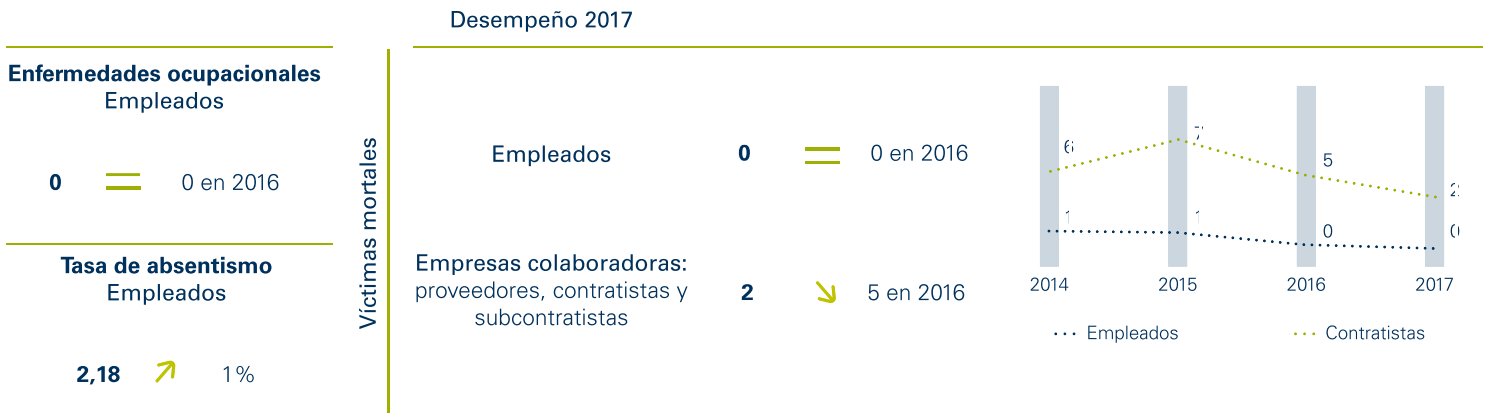 Desempeño 2017
Enfermedades ocupacionales
Empleados
0 = 0 en 2016
Tasa de absentismo
Empleados
2,18 1%
Víctimas mortales
Empleados 0 = 0 en 2016
Empresas colaboradoras:
proveedores, contratistas y
subcontratistas
2 5 en 2016
6 7 5 2
1 1 0 0
2014 2015 2016 2017
Empleados Contratistas